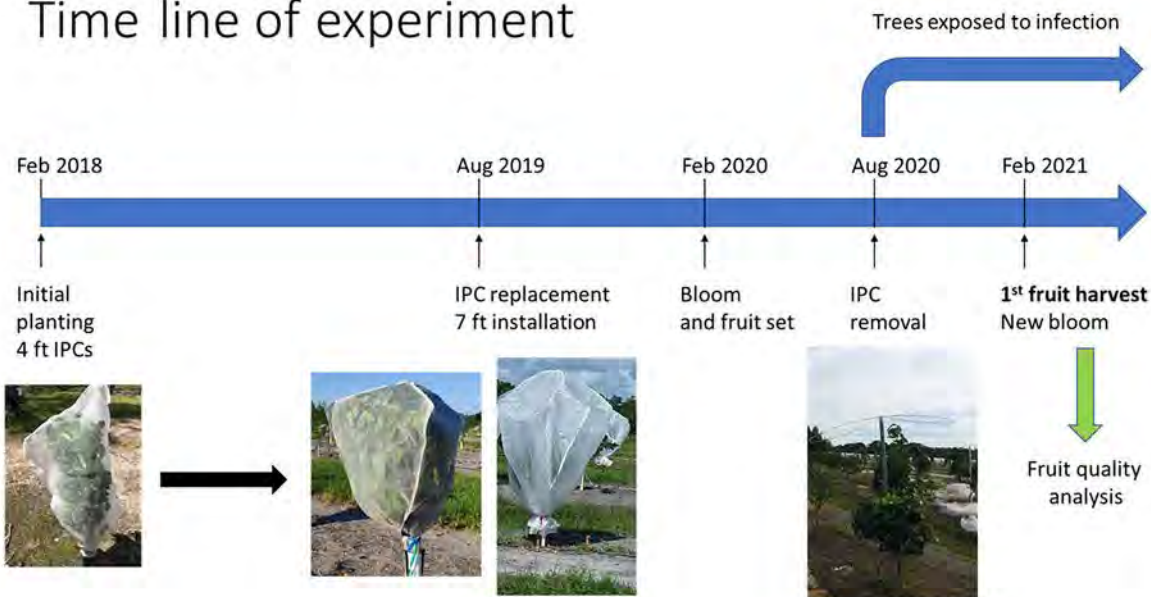 Time line of experiment
Trees exposed to infection
Feb 2018
Aug 2019
Feb 2020
Aug 2020
Feb 2021
Initial
planting
4 ft IPCs
IPC replacement
7 ft installation
Bloom
and fruit set
IPC
removal
1st fruit harvest
New bloom
Fruit quality
analysis